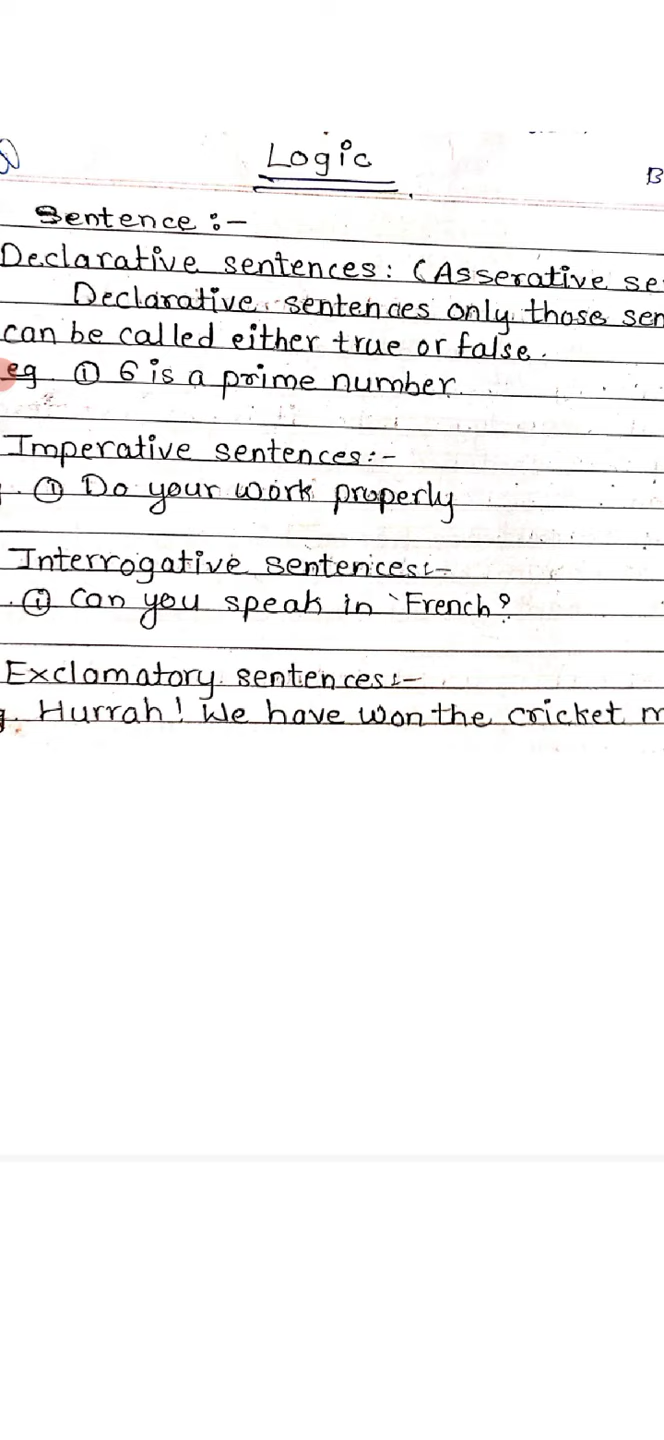 Logic
B
Sentence :-
Declarative sentences: (Asserative se
Declarative sentences only those sen
can be called either true or false.
eg ① 6 is a prime number.
Imperative sentences:-
① Do your work properly
Interrogative sentences:-
① Can you speak in French?
Exclamatory sentences:-
g. Hurrah! We have won the cricket m